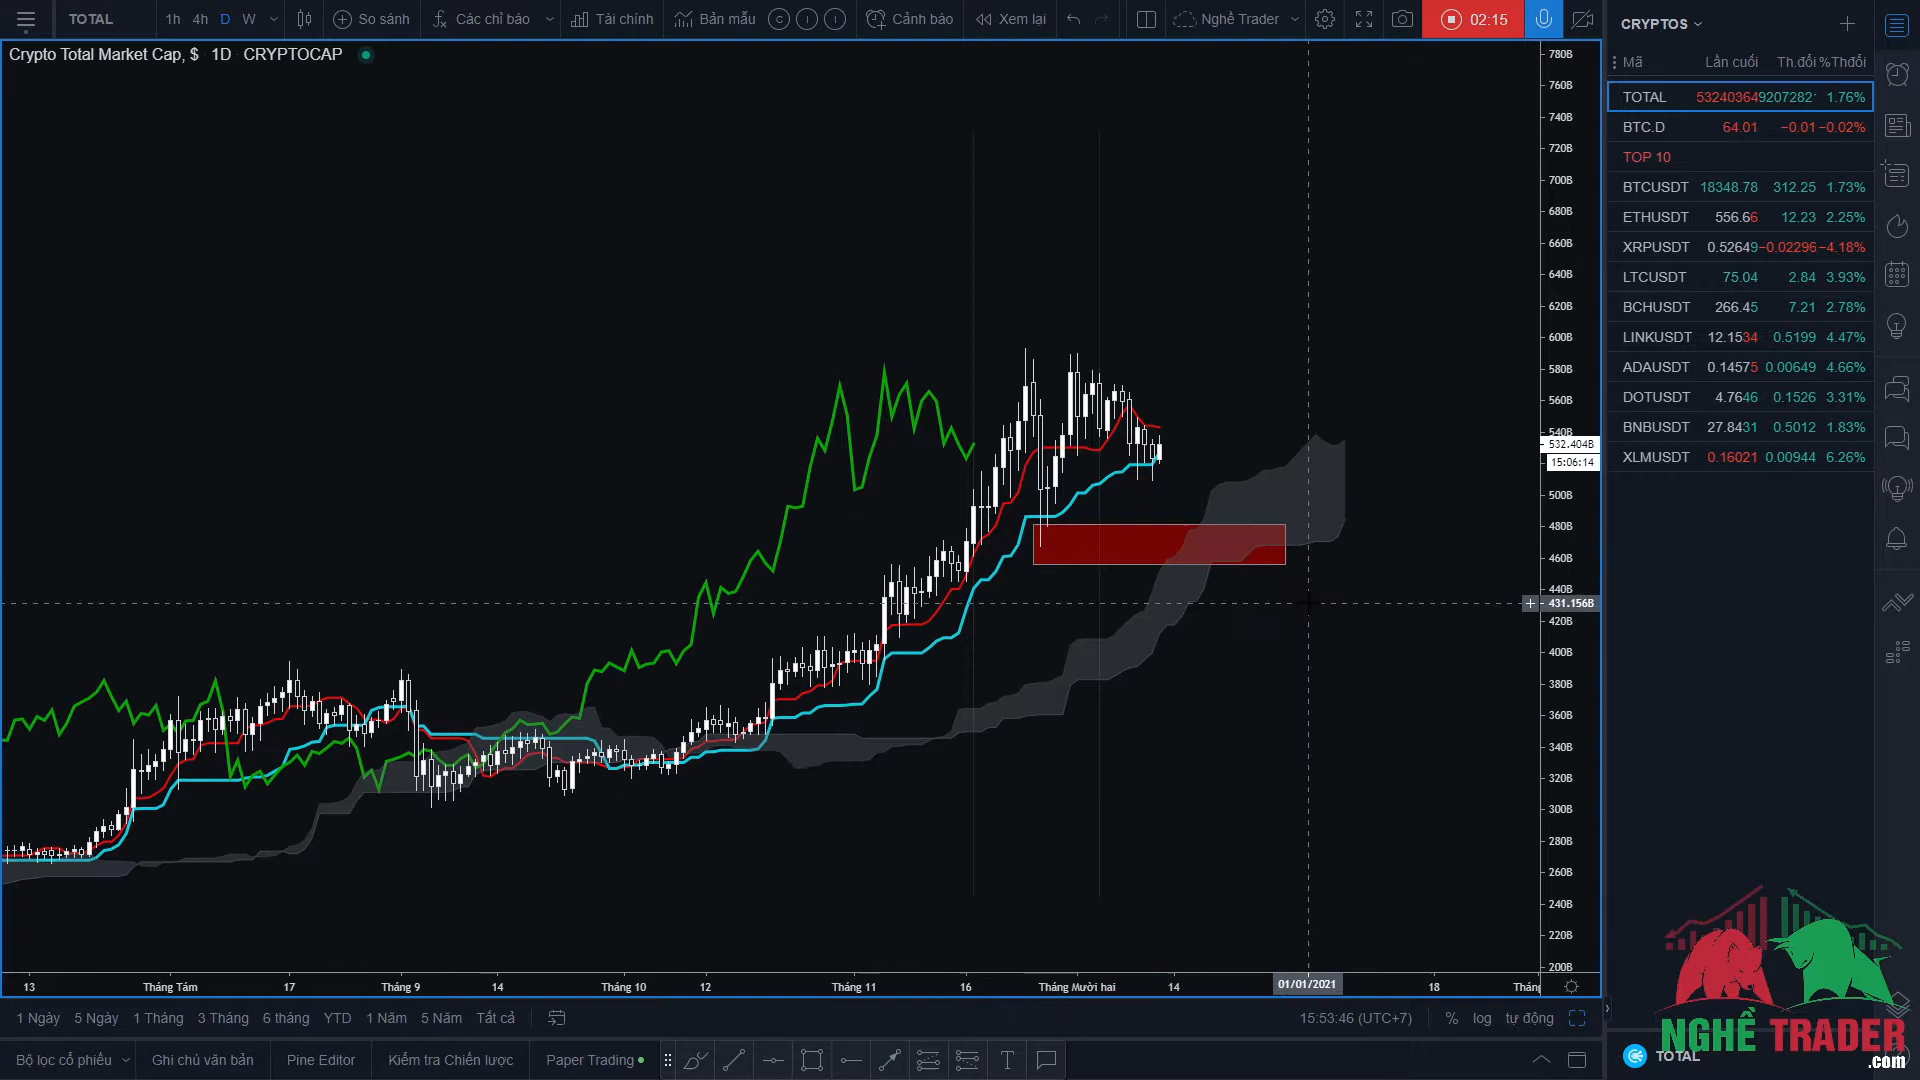 TOTAL 1h 4h D W So sánh Các chỉ báo Tài chính Bản mẫu C I I Cảnh báo Xem lại Nghề Trader 02:15
Crypto Total Market Cap, $ 1D CRYPTOCAP
CRYPTOS
Mã Lần cuối Th.đổi %Thđổi
TOTAL 532403649207282 1.76%
BTC.D 64.01 −0.01 −0.02%
TOP 10
BTCUSDT 18348.78 312.25 1.73%
ETHUSDT 556.66 12.23 2.25%
XRPUSDT 0.52649 −0.02296 −4.18%
LTCUSDT 75.04 2.84 3.93%
BCHUSDT 266.45 7.21 2.78%
LINKUSDT 12.1534 0.5199 4.47%
ADAUSDT 0.14575 0.00649 4.66%
DOTUSDT 4.7646 0.1526 3.31%
BNBUSDT 27.8431 0.5012 1.83%
XLMUSDT 0.16021 0.00944 6.26%
780B
760B
740B
720B
700B
680B
660B
640B
620B
600B
580B
560B
540B
532.404B
15:06:14
500B
480B
460B
440B
431.156B
420B
400B
380B
360B
340B
320B
300B
280B
260B
240B
220B
200B
13 Tháng Tám 17 Tháng 9 14 Tháng 10 12 Tháng 11 16 Tháng Mười hai 14 01/01/2021 18
1 Ngày 5 Ngày 1 Tháng 3 Tháng 6 tháng YTD 1 Năm 5 Năm Tất cả 15:53:46 (UTC+7) % log tự động
Bộ lọc cổ phiếu Ghi chú văn bản Pine Editor Kiểm tra Chiến lược Paper Trading
TOTAL
NGHỀ TRADER
.com